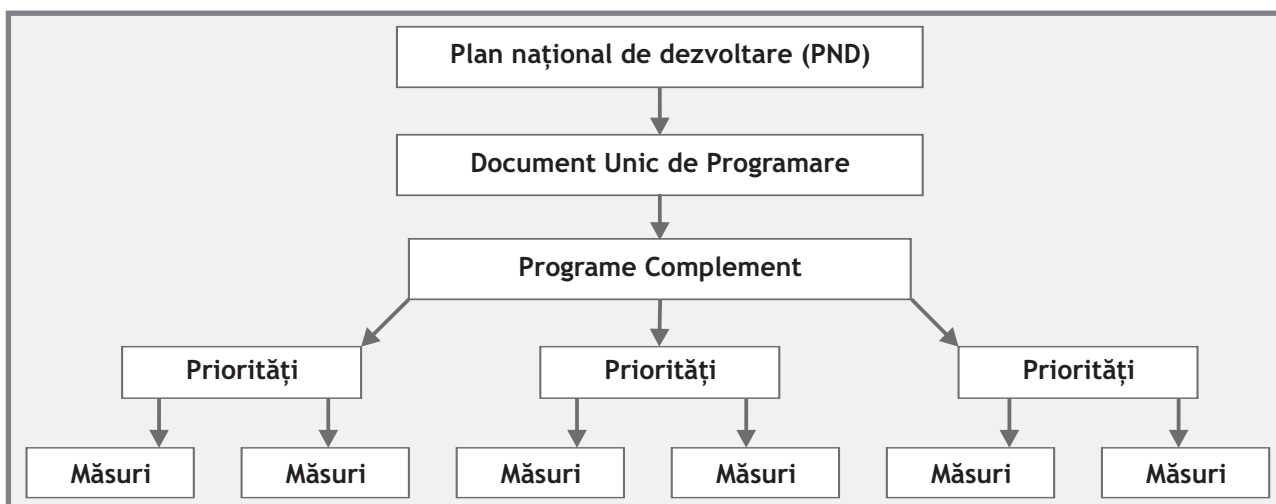 Plan național de dezvoltare (PND)
Document Unic de Programare
Programe Complement
Priorități Priorități Priorități
Măsuri Măsuri Măsuri Măsuri Măsuri Măsuri